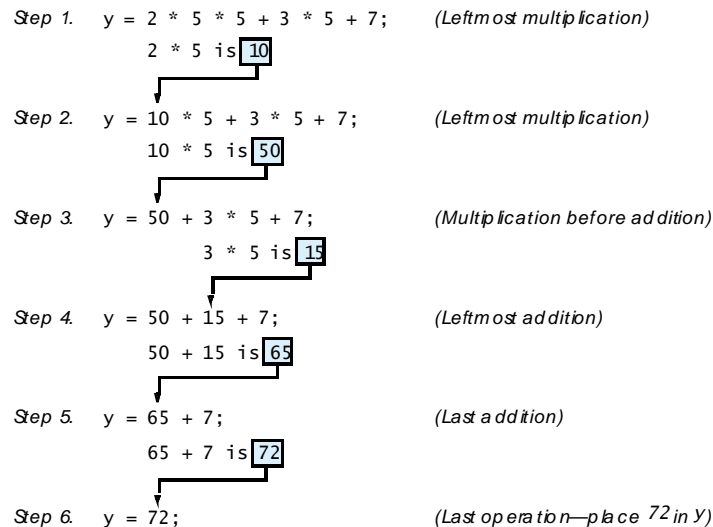 Step 1. y = 2 * 5 * 5 + 3 * 5 + 7; (Leftmost multiplication)
2 * 5 is 10
Step 2. y = 10 * 5 + 3 * 5 + 7; (Leftmost multiplication)
10 * 5 is 50
Step 3. y = 50 + 3 * 5 + 7; (Multiplication before addition)
3 * 5 is 15
Step 4. y = 50 + 15 + 7; (Leftmost addition)
50 + 15 is 65
Step 5. y = 65 + 7; (Last addition)
65 + 7 is 72
Step 6. y = 72; (Last operation—place 72 in y)